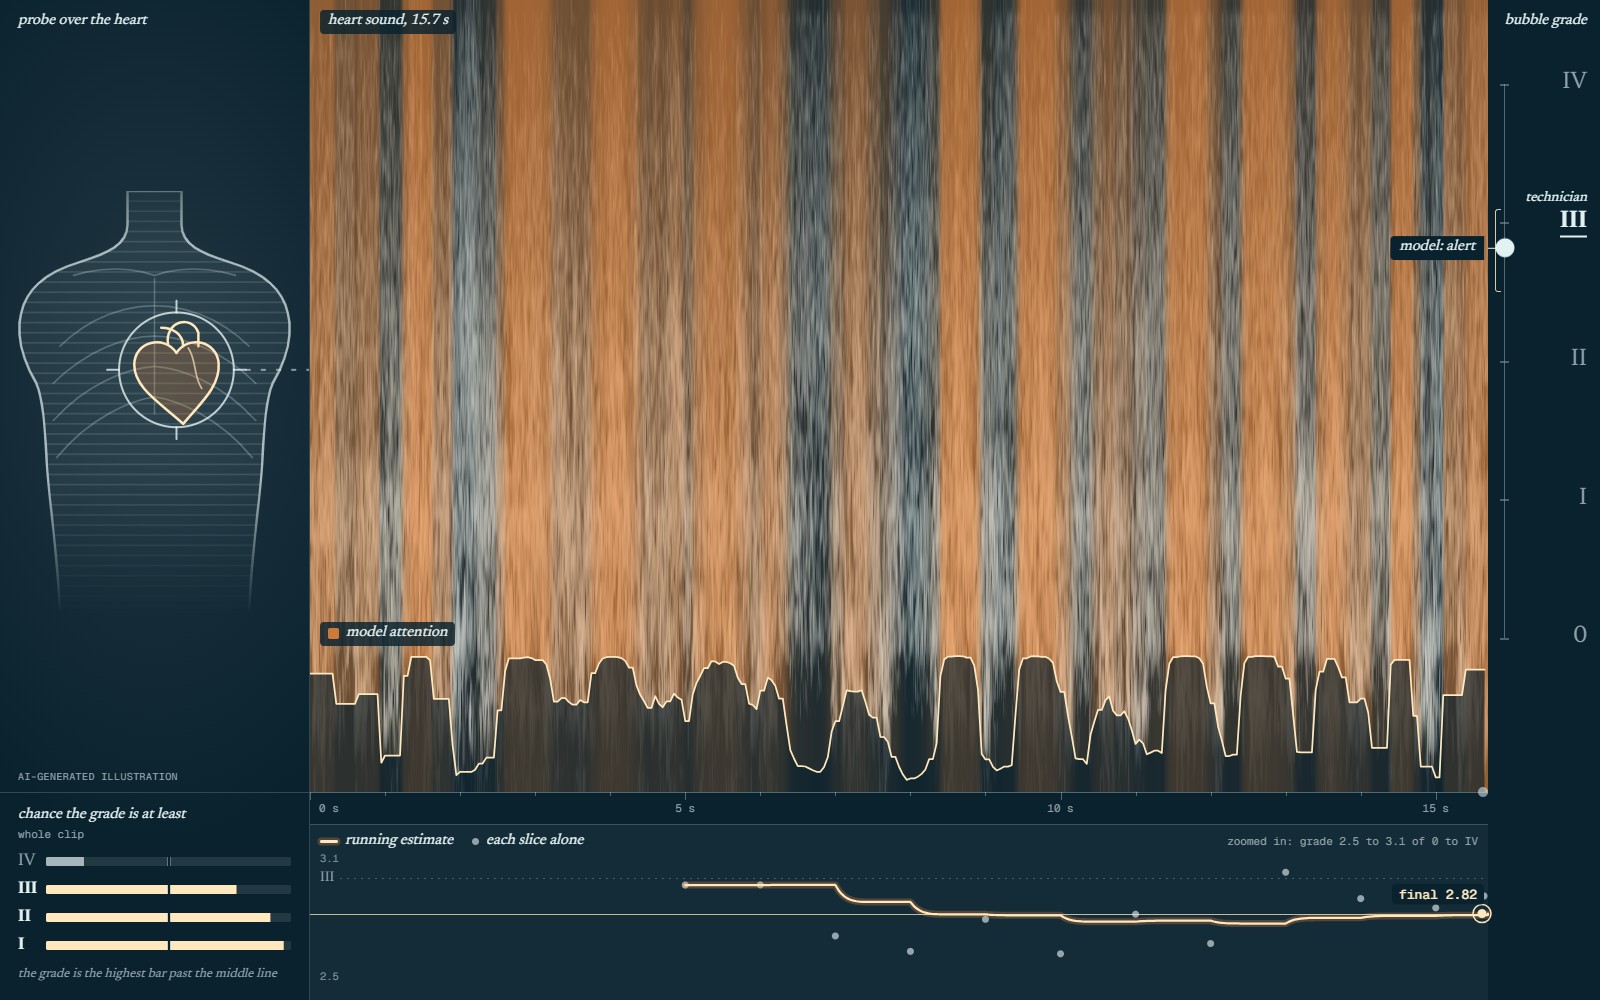 probe over the heart
heart sound, 15.7 s
bubble grade
IV
technician
III
model: alert
II
I
0
model attention
AI-GENERATED ILLUSTRATION
chance the grade is at least
whole clip
IV
III
II
I
the grade is the highest bar past the middle line
0 s
5 s
10 s
15 s
running estimate
each slice alone
zoomed in: grade 2.5 to 3.1 of 0 to IV
3.1
III
final 2.82
2.5